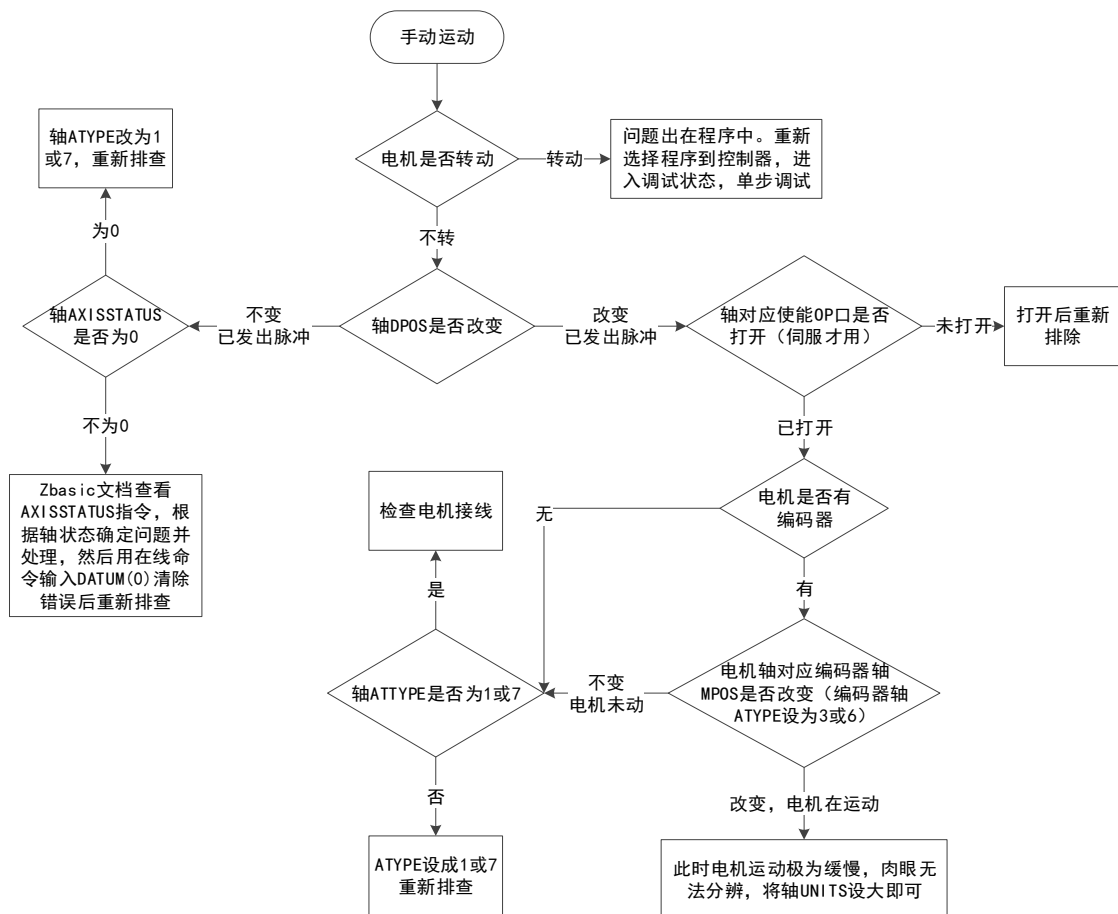 手动运动
轴ATYPE改为1
或7，重新排查
电机是否转动
转动
问题出在程序中。重新
选择程序到控制器，进
入调试状态，单步调试
为0
不转
轴AXISSTATUS
是否为0
不变
已发出脉冲
轴DPOS是否改变
改变
已发出脉冲
轴对应使能OP口是否
打开（伺服才用）
未打开
打开后重新
排除
不为0
已打开
Zbasic文档查看
AXISSTATUS指令，根
据轴状态确定问题并
处理，然后用在线命
令输入DATUM(0)清除
错误后重新排查
检查电机接线
无
电机是否有
编码器
是
有
轴ATTYPE是否为1或7
不变
电机未动
电机轴对应编码器轴
MPOS是否改变（编码器轴
ATYPE设为3或6）
否
改变，电机在运动
ATYPE设成1或7
重新排查
此时电机运动极为缓慢，肉眼无
法分辨，将轴UNITS设大即可